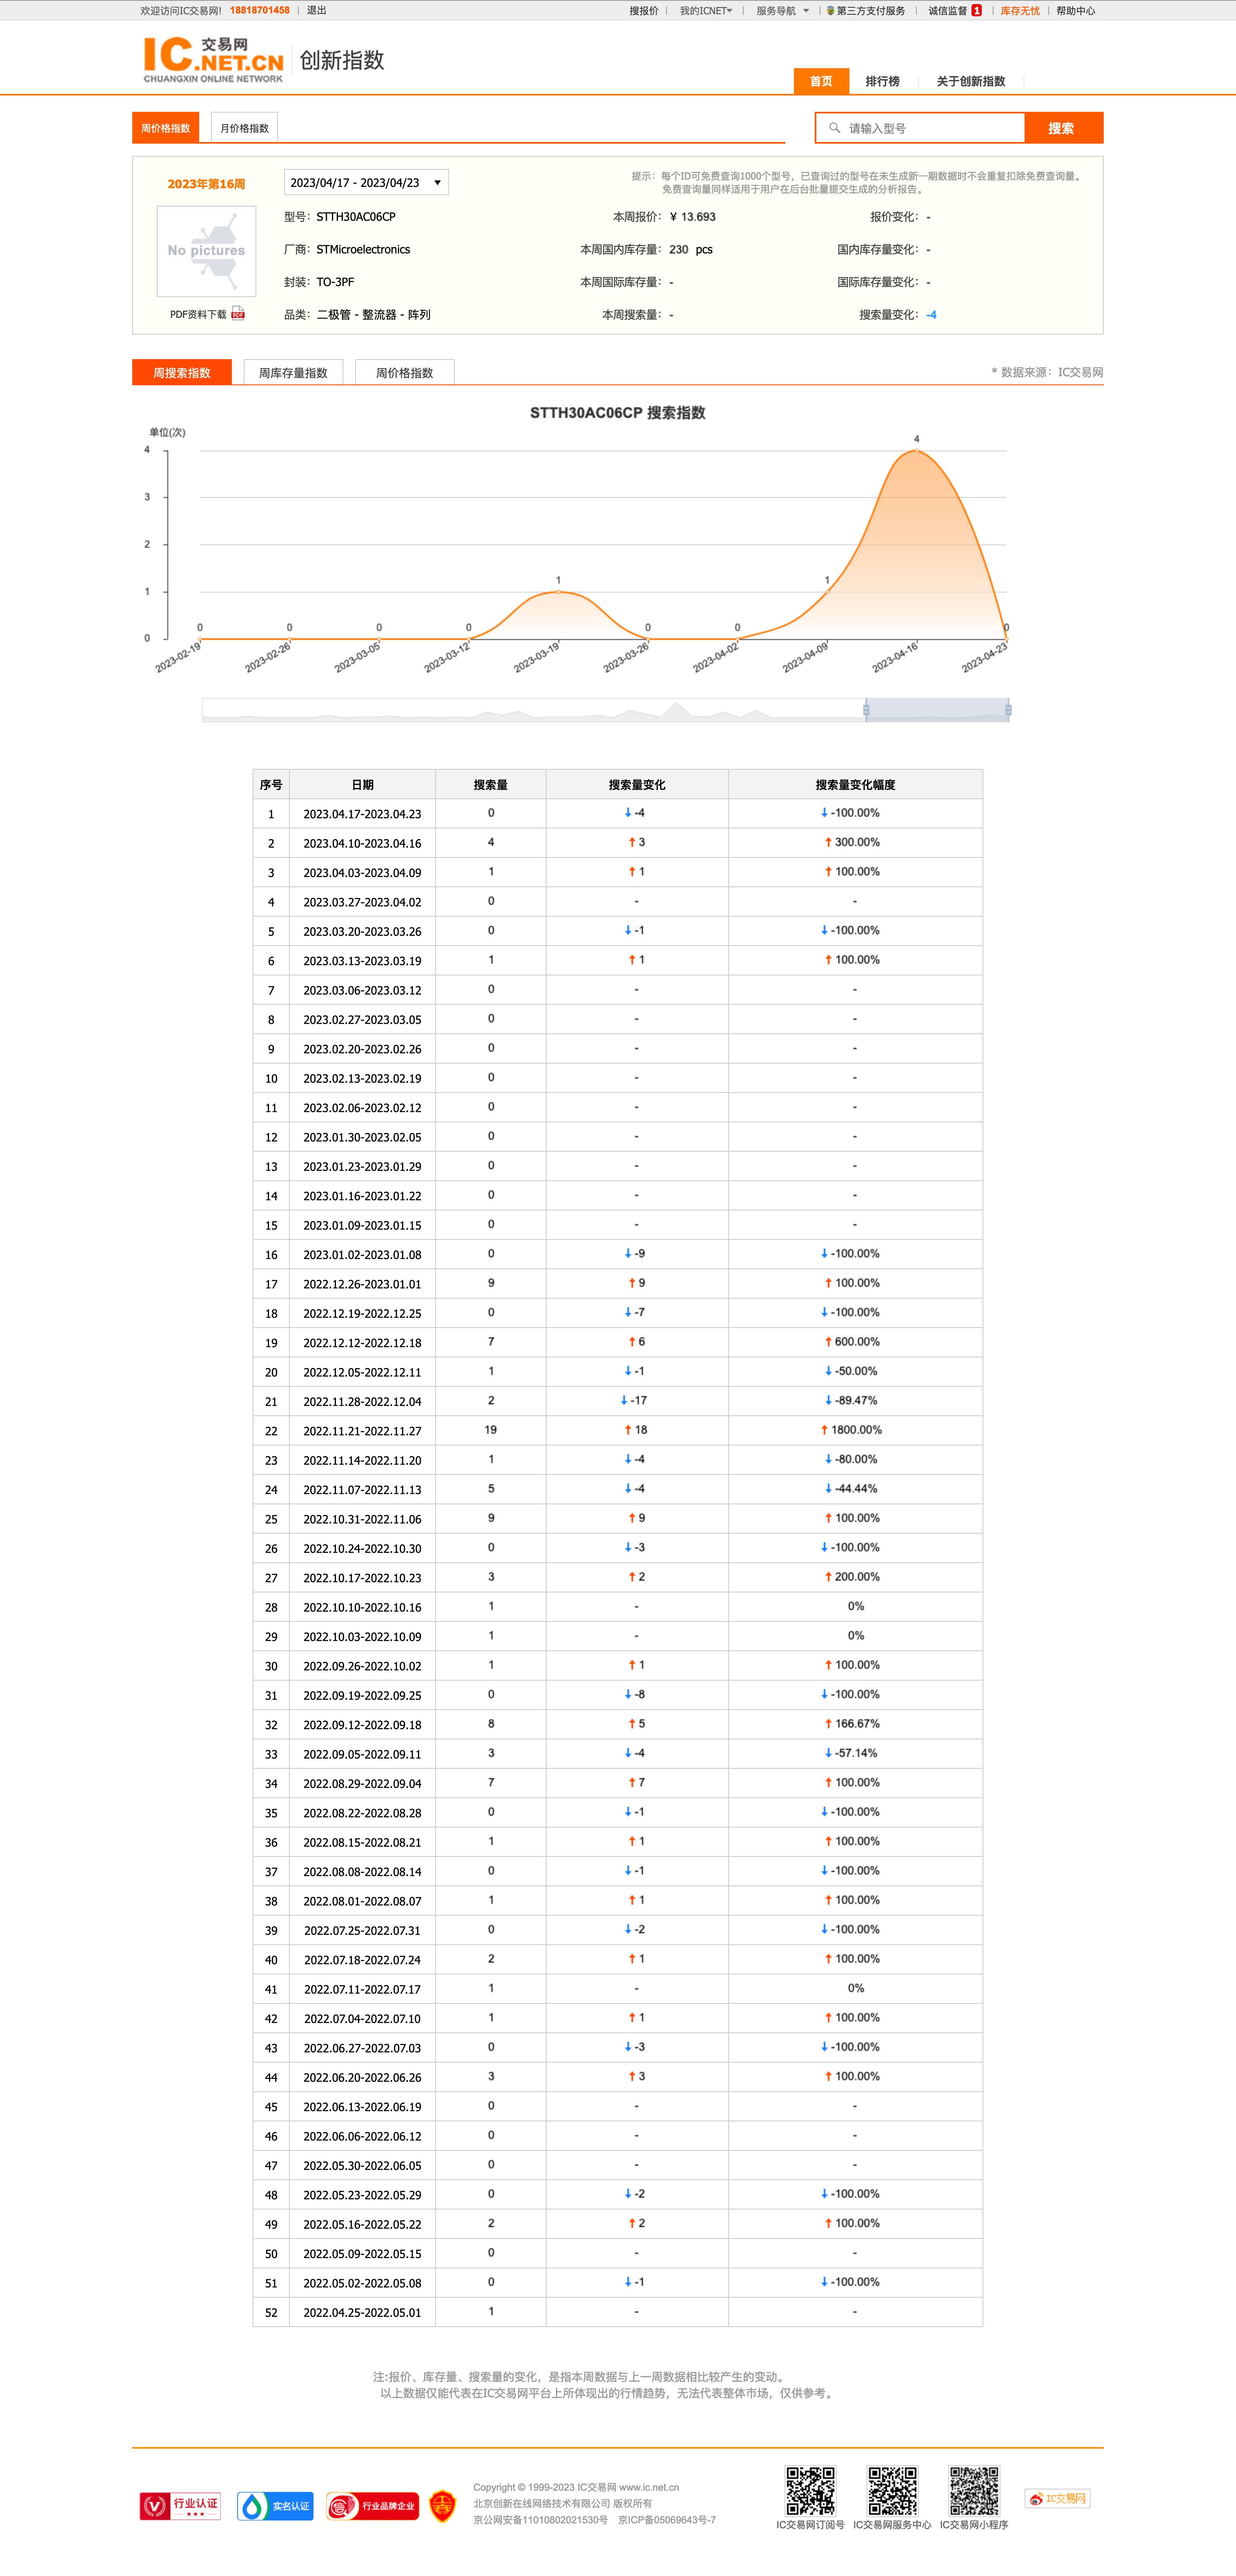 欢迎访问IC交易网! 18818701458 | 退出
搜报价 | 我的ICNET | 服务导航 | 第三方支付服务 | 诚信监督 1 | 库存无忧 | 帮助中心
IC 交易网
.NET.CN
CHUANGXIN ONLINE NETWORK
创新指数
首页 排行榜 关于创新指数
周价格指数 月价格指数
请输入型号 搜索
2023年第16周
2023/04/17 - 2023/04/23
提示：每个ID可免费查询1000个型号，已查询过的型号在未生成新一期数据时不会重复扣除免费查询量。
免费查询量同样适用于用户在后台批量提交生成的分析报告。
No pictures
PDF资料下载 PDF
型号：STTH30AC06CP 本周报价：¥ 13.693 报价变化：-
厂商：STMicroelectronics 本周国内库存量：230 pcs 国内库存量变化：-
封装：TO-3PF 本周国际库存量：- 国际库存量变化：-
品类：二极管 - 整流器 - 阵列 本周搜索量：- 搜索量变化：-4
周搜索指数 周库存量指数 周价格指数
* 数据来源：IC交易网
STTH30AC06CP 搜索指数
单位(次)
4
3
2
1
0
0 0 0 0 1 0 0 1 4 0
2023-02-19 2023-02-26 2023-03-05 2023-03-12 2023-03-19 2023-03-26 2023-04-02 2023-04-09 2023-04-16 2023-04-23
序号 日期 搜索量 搜索量变化 搜索量变化幅度
1 2023.04.17-2023.04.23 0 ↓-4 ↓-100.00%
2 2023.04.10-2023.04.16 4 ↑3 ↑300.00%
3 2023.04.03-2023.04.09 1 ↑1 ↑100.00%
4 2023.03.27-2023.04.02 0 - -
5 2023.03.20-2023.03.26 0 ↓-1 ↓-100.00%
6 2023.03.13-2023.03.19 1 ↑1 ↑100.00%
7 2023.03.06-2023.03.12 0 - -
8 2023.02.27-2023.03.05 0 - -
9 2023.02.20-2023.02.26 0 - -
10 2023.02.13-2023.02.19 0 - -
11 2023.02.06-2023.02.12 0 - -
12 2023.01.30-2023.02.05 0 - -
13 2023.01.23-2023.01.29 0 - -
14 2023.01.16-2023.01.22 0 - -
15 2023.01.09-2023.01.15 0 - -
16 2023.01.02-2023.01.08 0 ↓-9 ↓-100.00%
17 2022.12.26-2023.01.01 9 ↑9 ↑100.00%
18 2022.12.19-2022.12.25 0 ↓-7 ↓-100.00%
19 2022.12.12-2022.12.18 7 ↑6 ↑600.00%
20 2022.12.05-2022.12.11 1 ↓-1 ↓-50.00%
21 2022.11.28-2022.12.04 2 ↓-17 ↓-89.47%
22 2022.11.21-2022.11.27 19 ↑18 ↑1800.00%
23 2022.11.14-2022.11.20 1 ↓-4 ↓-80.00%
24 2022.11.07-2022.11.13 5 ↓-4 ↓-44.44%
25 2022.10.31-2022.11.06 9 ↑9 ↑100.00%
26 2022.10.24-2022.10.30 0 ↓-3 ↓-100.00%
27 2022.10.17-2022.10.23 3 ↑2 ↑200.00%
28 2022.10.10-2022.10.16 1 - 0%
29 2022.10.03-2022.10.09 1 - 0%
30 2022.09.26-2022.10.02 1 ↑1 ↑100.00%
31 2022.09.19-2022.09.25 0 ↓-8 ↓-100.00%
32 2022.09.12-2022.09.18 8 ↑5 ↑166.67%
33 2022.09.05-2022.09.11 3 ↓-4 ↓-57.14%
34 2022.08.29-2022.09.04 7 ↑7 ↑100.00%
35 2022.08.22-2022.08.28 0 ↓-1 ↓-100.00%
36 2022.08.15-2022.08.21 1 ↑1 ↑100.00%
37 2022.08.08-2022.08.14 0 ↓-1 ↓-100.00%
38 2022.08.01-2022.08.07 1 ↑1 ↑100.00%
39 2022.07.25-2022.07.31 0 ↓-2 ↓-100.00%
40 2022.07.18-2022.07.24 2 ↑1 ↑100.00%
41 2022.07.11-2022.07.17 1 - 0%
42 2022.07.04-2022.07.10 1 ↑1 ↑100.00%
43 2022.06.27-2022.07.03 0 ↓-3 ↓-100.00%
44 2022.06.20-2022.06.26 3 ↑3 ↑100.00%
45 2022.06.13-2022.06.19 0 - -
46 2022.06.06-2022.06.12 0 - -
47 2022.05.30-2022.06.05 0 - -
48 2022.05.23-2022.05.29 0 ↓-2 ↓-100.00%
49 2022.05.16-2022.05.22 2 ↑2 ↑100.00%
50 2022.05.09-2022.05.15 0 - -
51 2022.05.02-2022.05.08 0 ↓-1 ↓-100.00%
52 2022.04.25-2022.05.01 1 - -
注:报价、库存量、搜索量的变化，是指本周数据与上一周数据相比较产生的变动。
以上数据仅能代表在IC交易网平台上所体现出的行情趋势，无法代表整体市场，仅供参考。
行业认证 实名认证 行业品牌企业
Copyright © 1999-2023 IC交易网 www.ic.net.cn
北京创新在线网络技术有限公司 版权所有
京公网安备11010802021530号 京ICP备05069643号-7
IC交易网订阅号 IC交易网服务中心 IC交易网小程序
IC交易网